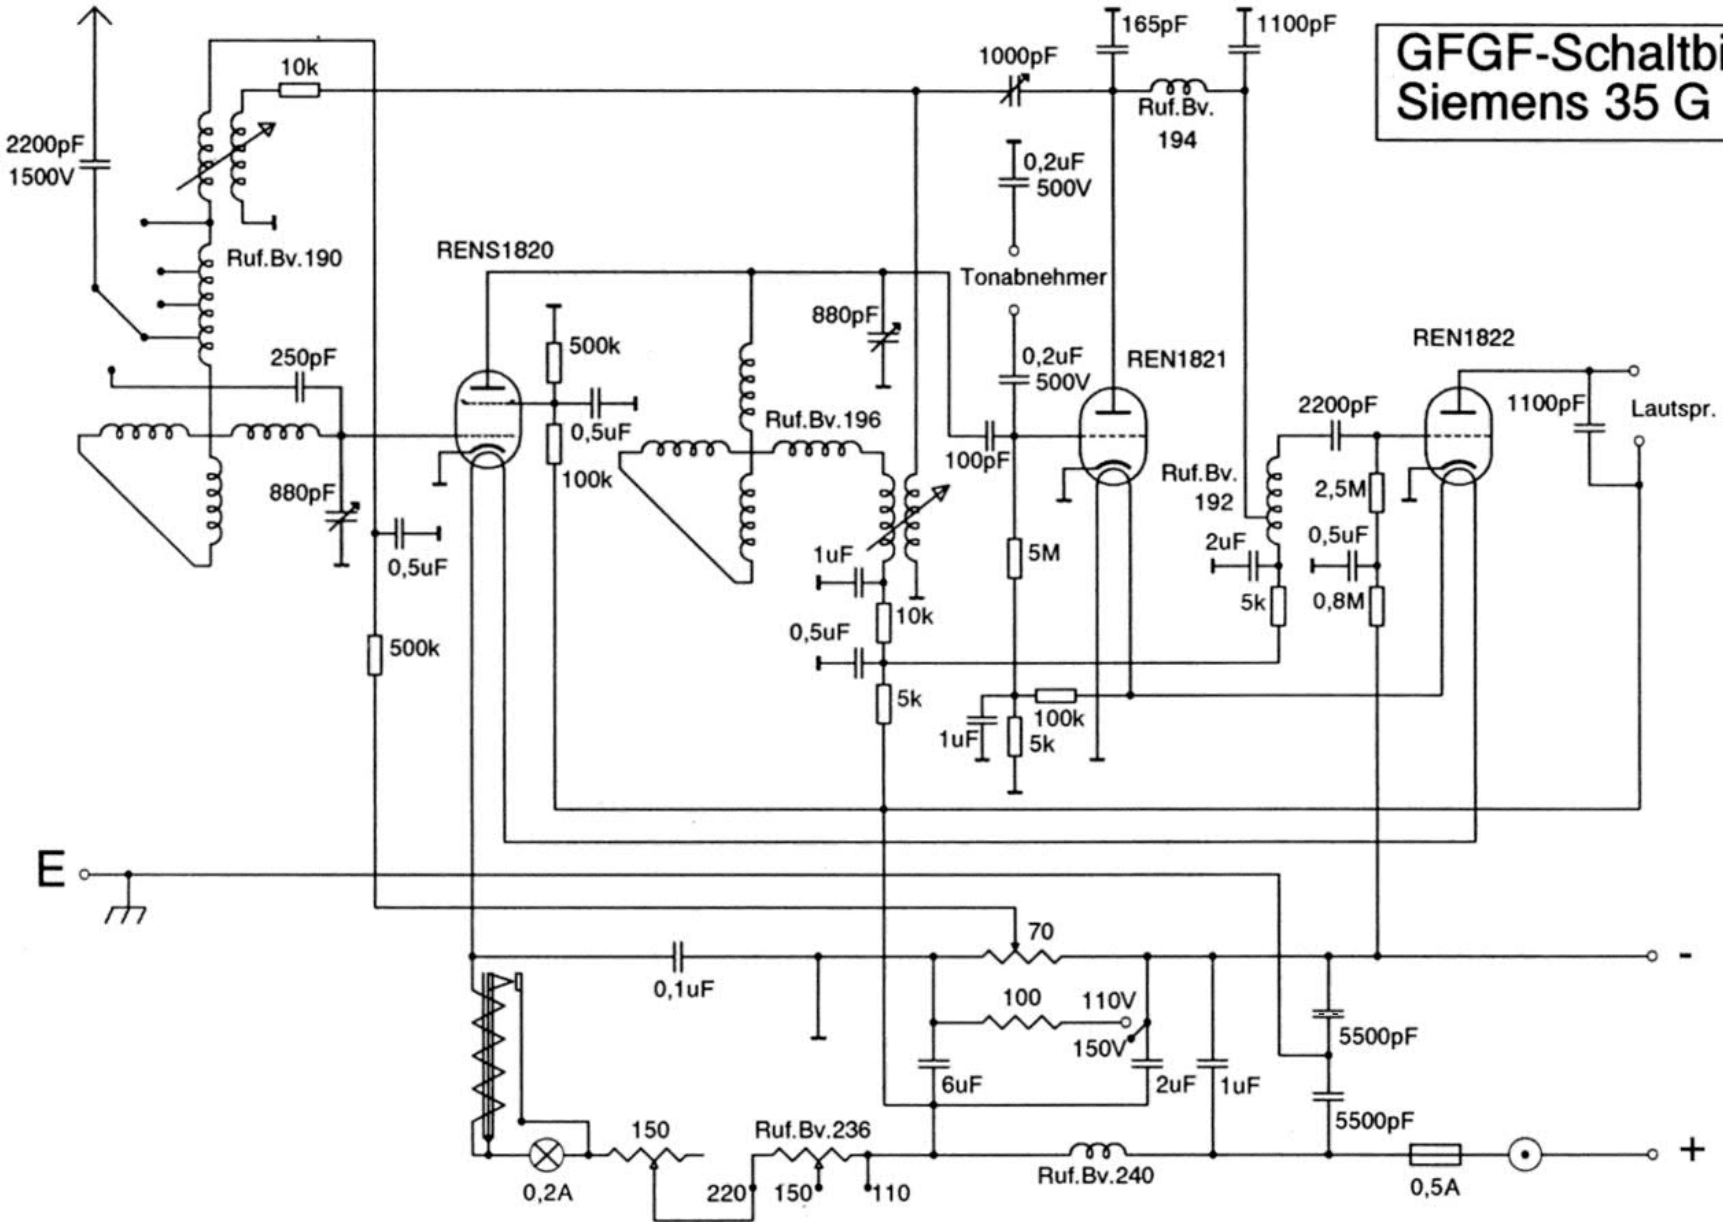 165pF
1100pF
GFGF-Schaltbi
Siemens 35 G
10k
1000pF
Ruf.Bv.
194
2200pF
1500V
0,2uF
500V
Ruf.Bv.190
RENS1820
Tonabnehmer
880pF
500k
0,2uF
500V
REN1821
REN1822
250pF
2200pF
1100pF
Lautspr.
0,5uF
Ruf.Bv.196
100pF
100k
880pF
Ruf.Bv.
192
2,5M
0,5uF
1uF
5M
2uF
0,5uF
10k
5k
0,8M
0,5uF
500k
5k
100k
1uF
5k
E
70
-
0,1uF
100
110V
150V
5500pF
6uF
2uF
1uF
5500pF
150
Ruf.Bv.236
+
0,2A
220
150
110
Ruf.Bv.240
0,5A